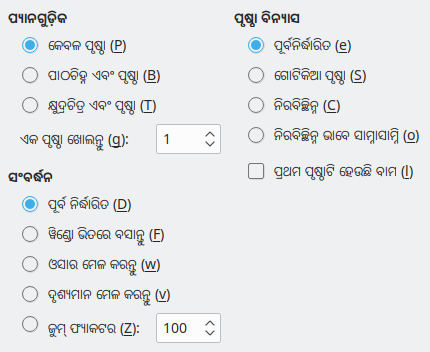 ପ୍ୟାନଗୁଡ଼ିକ
କେବଳ ପୃଷ୍ଠା (P)
ପାଠଚିହ୍ନ ଏବଂ ପୃଷ୍ଠା (B)
କ୍ଷୁଦ୍ରଚିତ୍ର ଏବଂ ପୃଷ୍ଠା (T)
ଏକ ପୃଷ୍ଠା ଖୋଲନ୍ତୁ (g): 1
ସଂବର୍ଦ୍ଧନ
ପୂର୍ବ ନିର୍ଦ୍ଧାରିତ (D)
ୱିଣ୍ଡୋ ଭିତରେ ବସାନ୍ତୁ (F)
ଓସାର ମେଳ କରନ୍ତୁ (w)
ଦୃଶ୍ୟମାନ ମେଳ କରନ୍ତୁ (v)
ଜୁମ୍ ଫ୍ୟାକଟର (Z): 100
ପୃଷ୍ଠା ବିନ୍ୟାସ
ପୂର୍ବନିର୍ଦ୍ଧାରିତ (e)
ଗୋଟିକିଆ ପୃଷ୍ଠା (S)
ନିରବିଚ୍ଛିନ୍ନ (C)
ନିରବିଚ୍ଛିନ୍ନ ଭାବେ ସାମ୍ନାସାମ୍ନି (o)
ପ୍ରଥମ ପୃଷ୍ଠାଟି ହେଉଛି ବାମ (l)